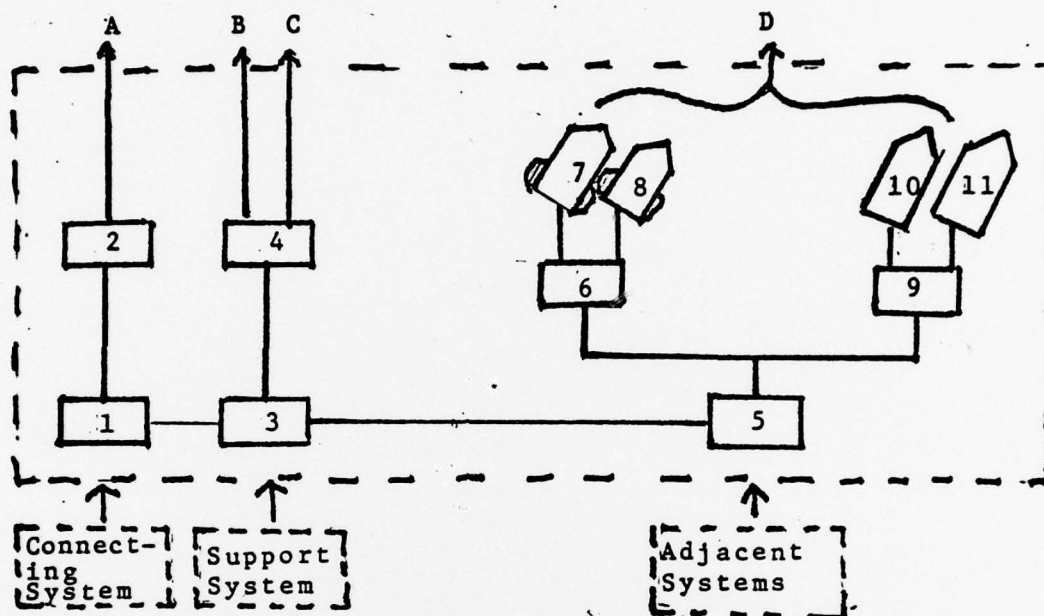 A B C D
7 8 10 11
2 4 6 9
1 3 5
Connect-
ing
System
Support
System
Adjacent
Systems